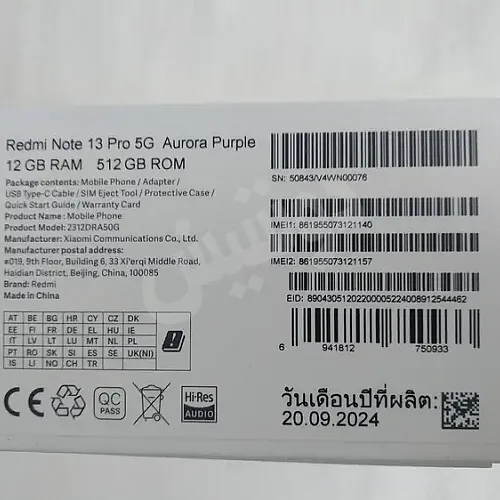 Redmi Note 13 Pro 5G Aurora Purple
12 GB RAM 512 GB ROM
Package contents: Mobile Phone / Adapter /
USB Type-C Cable / SIM Eject Tool / Protective Case /
Quick Start Guide / Warranty Card
Product Name: Mobile Phone
Product Model: 2312DRA50G
Manufacturer: Xiaomi Communications Co., Ltd.
Manufacturer address:
#019, 9th Floor, Building 6, 33 Xi'erqi Middle Road,
Haidian District, Beijing, China, 100085
Brand: Redmi
Made in China
AT BE BG HR CY CZ DK
EE FI FR DE EL HU IE
IT LV LT LU MT NL PL
PT RO SK SI ES SE UK(NI)
IS LI NO CH TR
CE
QC
PASS
Hi-Res
AUDIO
SN: 50843/V4WN00076
IMEI1: 861955073121140
IMEI2: 861955073121157
EID: 89043051202200005224008912544462
6 941812 750933
วันเดือนปีที่ผลิต:
20.09.2024